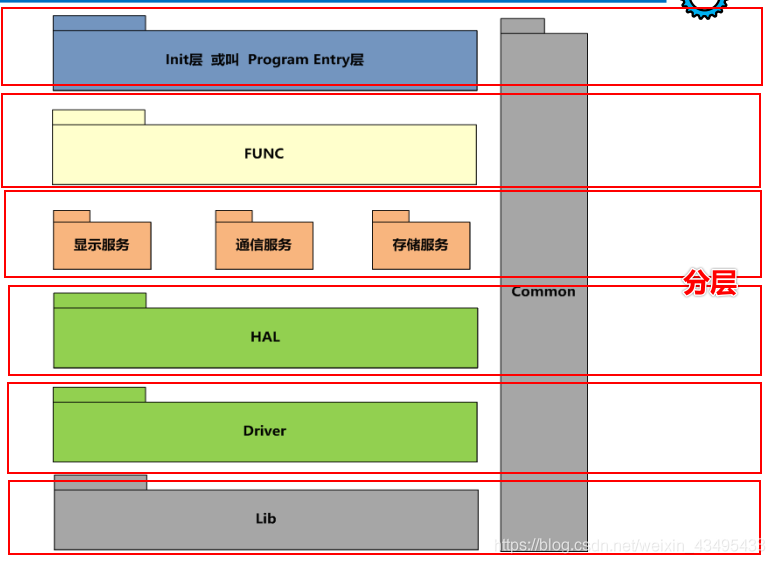 Init层 或叫 Program Entry层
FUNC
显示服务
通信服务
存储服务
分层
Common
HAL
Driver
Lib
https://blog.csdn.net/weixin_43495433